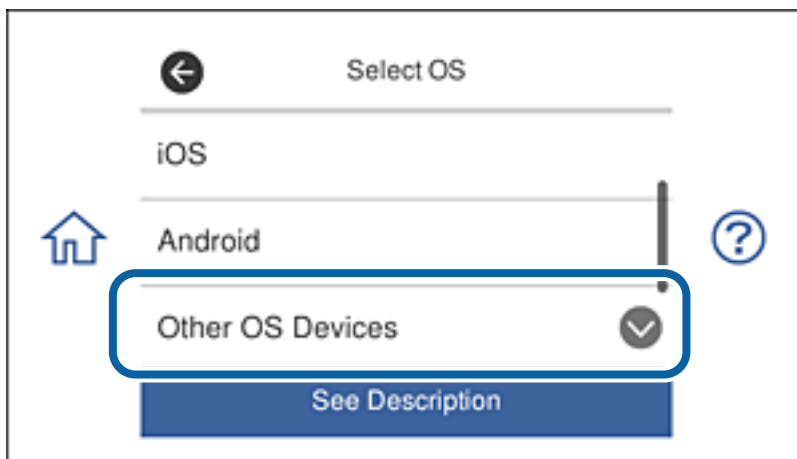 Select OS
iOS
Android
Other OS Devices
?
See Description